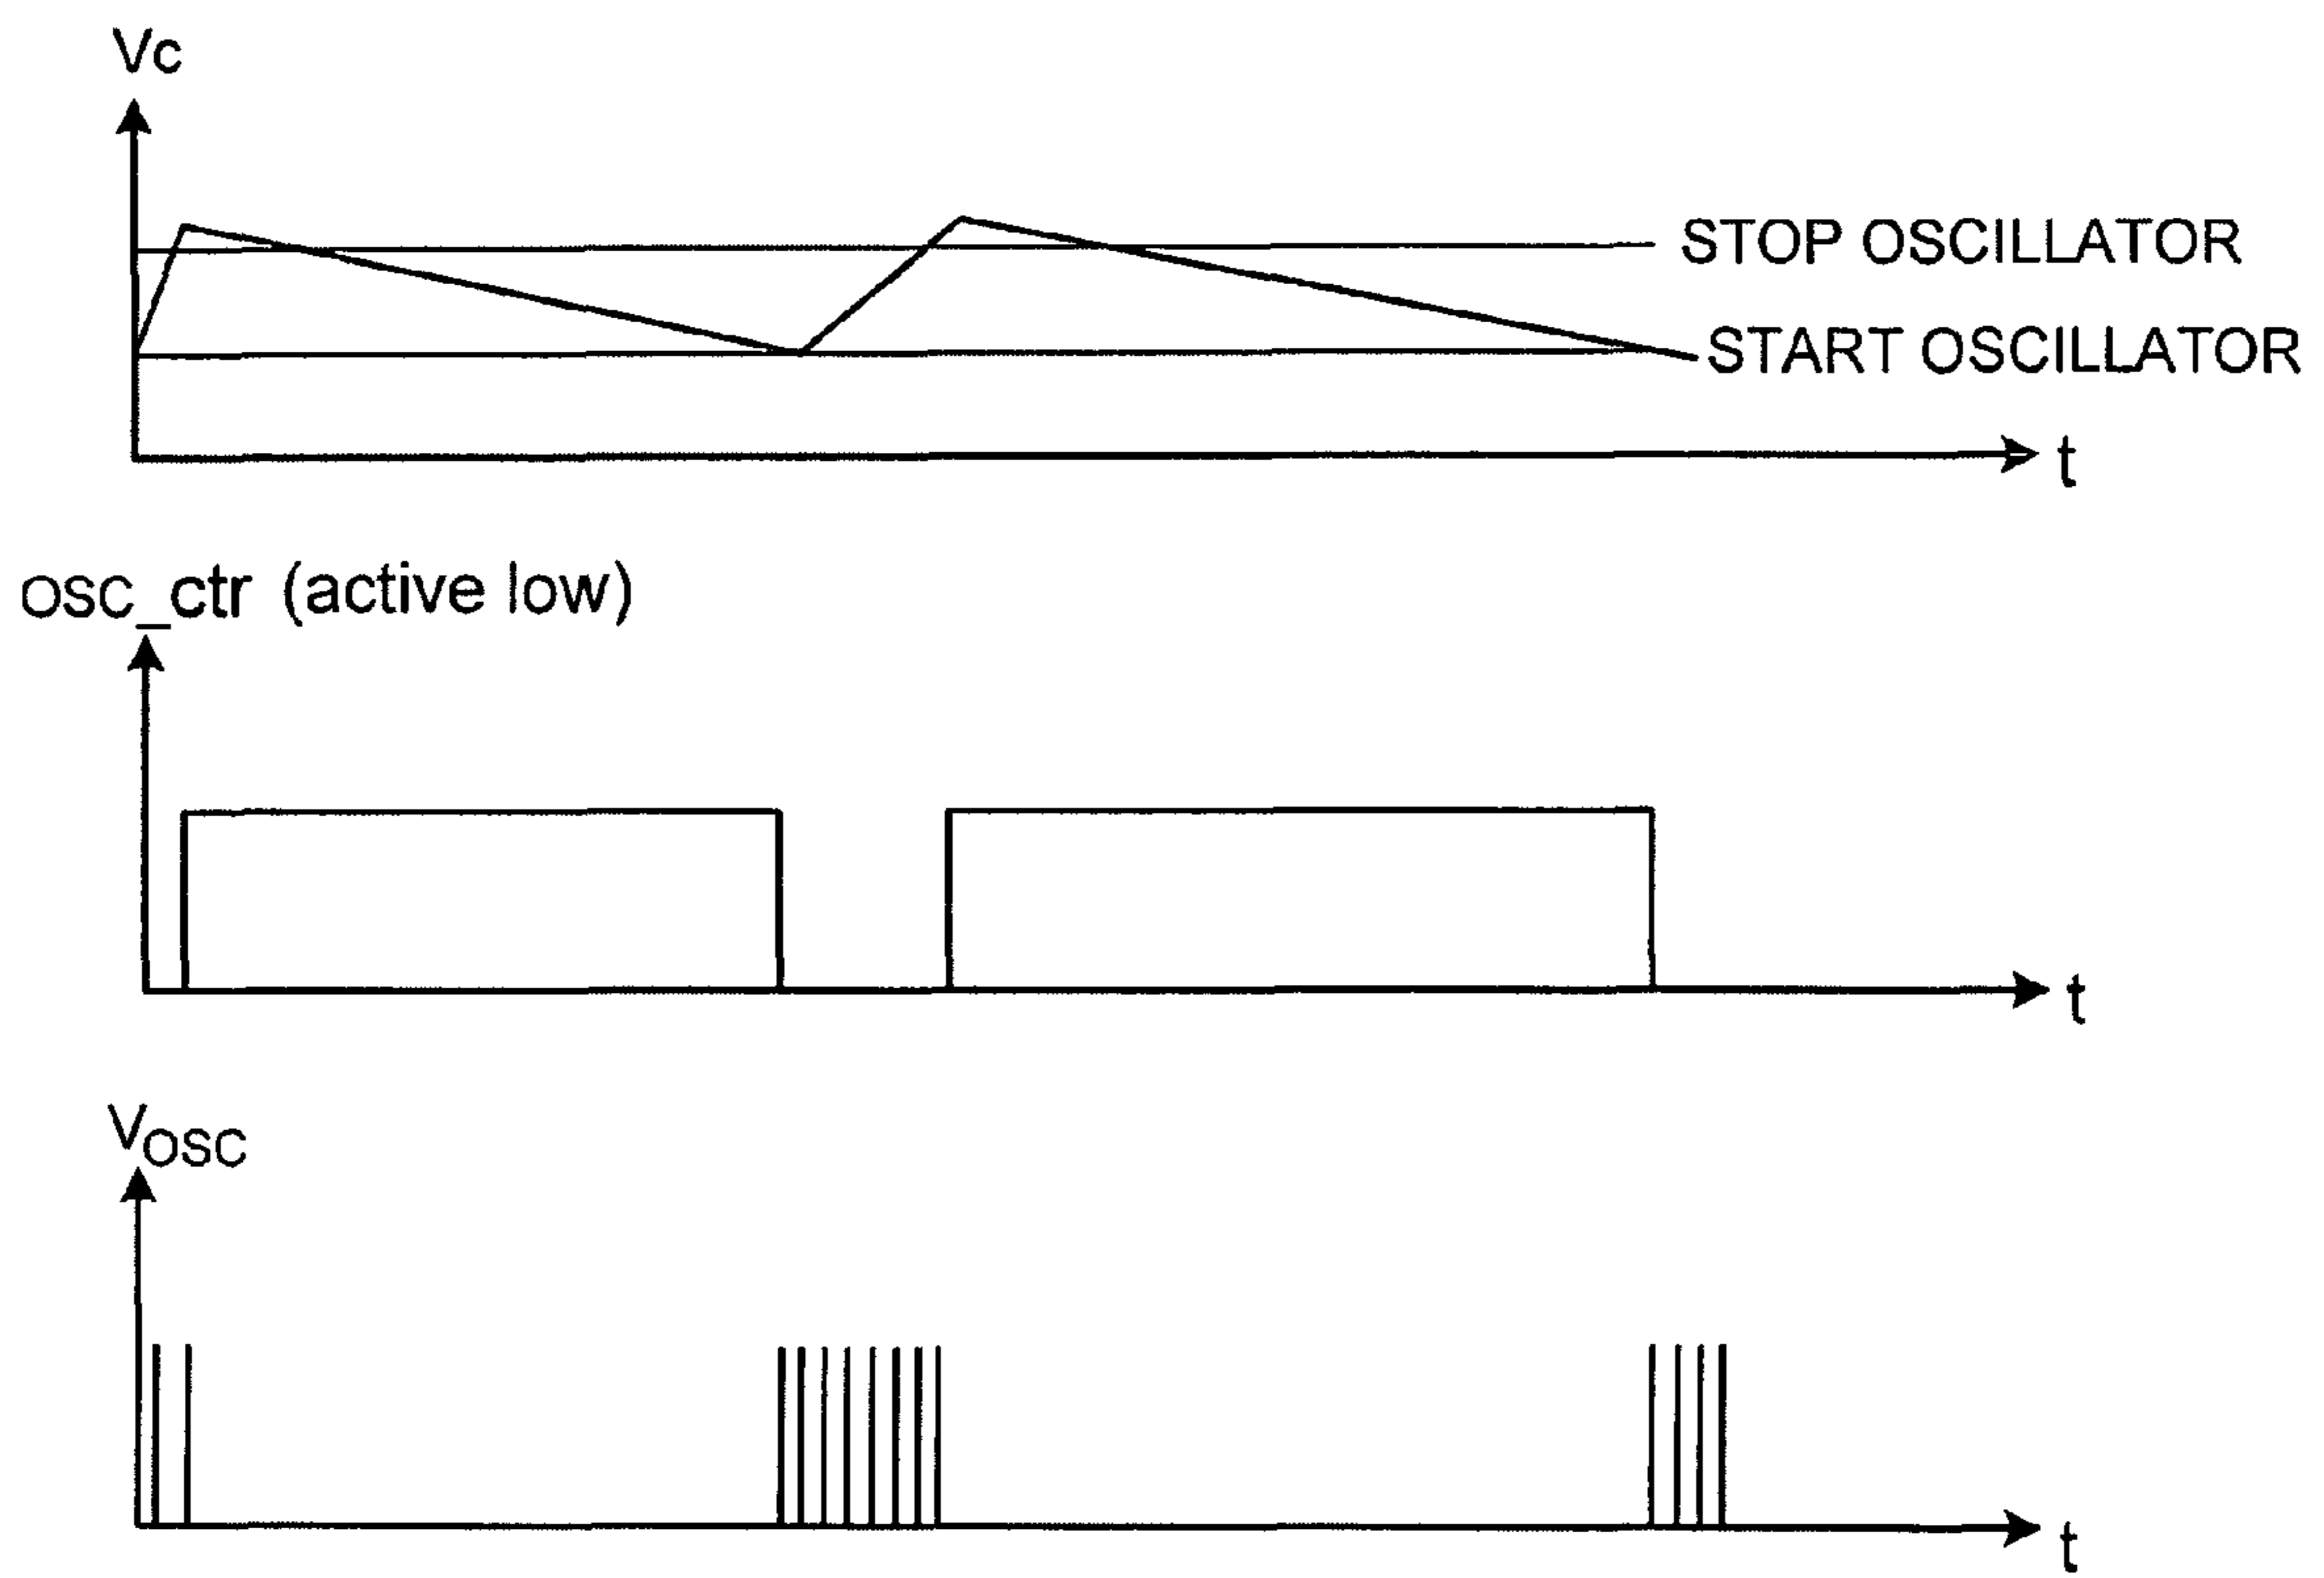 Vc
STOP OSCILLATOR
START OSCILLATOR
t
osc_ctr (active low)
t
VOSC
t